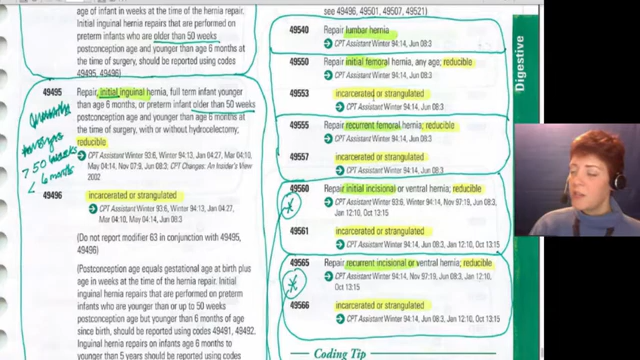 age of infant in weeks at the time of the hernia repair.
Initial inguinal hernia repairs that are performed on
preterm infants who are older than 50 weeks
postconception age and younger than age 6 months
at the time of surgery, should be reported using codes
49495, 49496)
49495 Repair, initial inguinal hernia, full term infant younger
than age 6 months, or preterm infant older than 50 weeks
postconception age and younger than age 6 months
at the time of surgery, with or without hydrocelectomy;
reducible
CPT Assistant Winter 93:6, Winter 94:13, Jan 04:27, Mar 04:10,
May 04:14, Nov 07:9, Jun 08:3; CPT Changes: An Insider's View
2002
> 50 weeks
< 6 months
49496 incarcerated or strangulated
CPT Assistant Winter 93:6, Winter 94:13, Jan 04:27,
Mar 04:10, May 04:14, Jun 08:3
(Do not report modifier 63 in conjunction with 49495,
49496)
(Postconception age equals gestational age at birth plus
age in weeks at the time of the hernia repair. Initial
inguinal hernia repairs that are performed on preterm
infants who are younger than or up to 50 weeks
postconception age but younger than 6 months of age
since birth, should be reported using codes 49491, 49492.
Inguinal hernia repairs on infants age 6 months to
younger than 5 years should be reported using codes
see 49496, 49501, 49507, 49521)
49540 Repair lumbar hernia
CPT Assistant Winter 94:14, Jun 08:3
49550 Repair initial femoral hernia, any age; reducible
CPT Assistant Winter 94:14, Jun 08:3
49553 incarcerated or strangulated
CPT Assistant Winter 94:14, Jun 08:3
49555 Repair recurrent femoral hernia; reducible
CPT Assistant Winter 94:14, Jun 08:3
49557 incarcerated or strangulated
CPT Assistant Winter 94:14, Jun 08:3
49560 Repair initial incisional or ventral hernia; reducible
CPT Assistant Winter 93:6, Winter 94:14, Nov 97:19, Jun 08:3,
Jan 12:10, Oct 13:15
49561 incarcerated or strangulated
CPT Assistant Winter 94:14, Jun 08:3, Jan 12:10, Oct 13:15
49565 Repair recurrent incisional or ventral hernia; reducible
CPT Assistant Winter 94:14, Nov 97:19, Jun 08:3, Jan 12:10,
Oct 13:15
49566 incarcerated or strangulated
CPT Assistant Winter 94:14, Jun 08:3, Jan 12:10, Oct 13:15
Coding Tip
Digestive